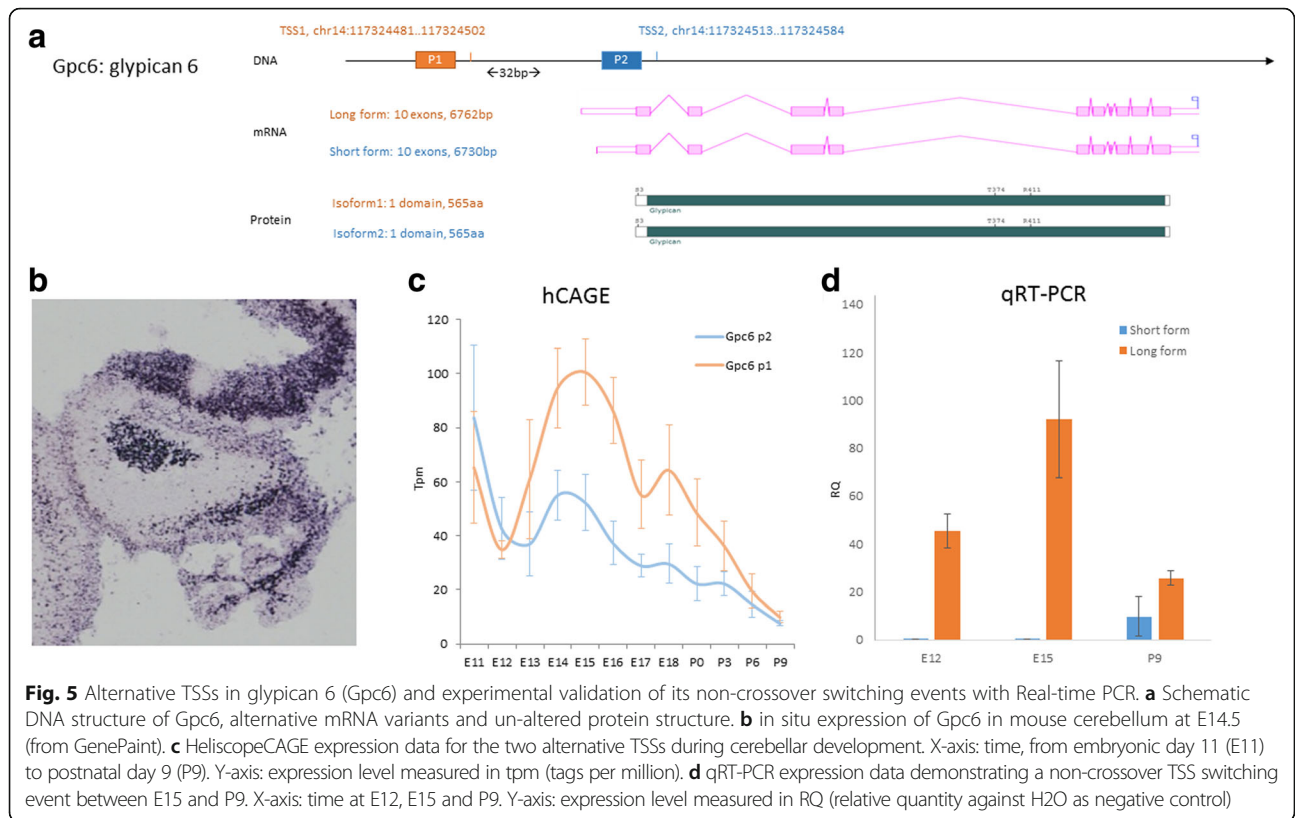 a
TSS1, chr14:117324481..117324502
TSS2, chr14:117324513..117324584
Gpc6: glypican 6
DNA
P1
P2
←32bp→
mRNA
Long form: 10 exons, 6762bp
Short form: 10 exons, 6730bp
Protein
Isoform1: 1 domain, 565aa
S3
T374
R411
Glypican
Isoform2: 1 domain, 565aa
S3
T374
R411
Glypican
b
c
hCAGE
Gpc6 p2
Gpc6 p1
Tpm
120
100
80
60
40
20
0
E11 E12 E13 E14 E15 E16 E17 E18 P0 P3 P6 P9
d
qRT-PCR
Short form
Long form
RQ
140
120
100
80
60
40
20
0
E12 E15 P9
Fig. 5 Alternative TSSs in glypican 6 (Gpc6) and experimental validation of its non-crossover switching events with Real-time PCR. a Schematic
DNA structure of Gpc6, alternative mRNA variants and un-altered protein structure. b in situ expression of Gpc6 in mouse cerebellum at E14.5
(from GenePaint). c HeliscopeCAGE expression data for the two alternative TSSs during cerebellar development. X-axis: time, from embryonic day 11 (E11)
to postnatal day 9 (P9). Y-axis: expression level measured in tpm (tags per million). d qRT-PCR expression data demonstrating a non-crossover TSS switching
event between E15 and P9. X-axis: time at E12, E15 and P9. Y-axis: expression level measured in RQ (relative quantity against H2O as negative control)